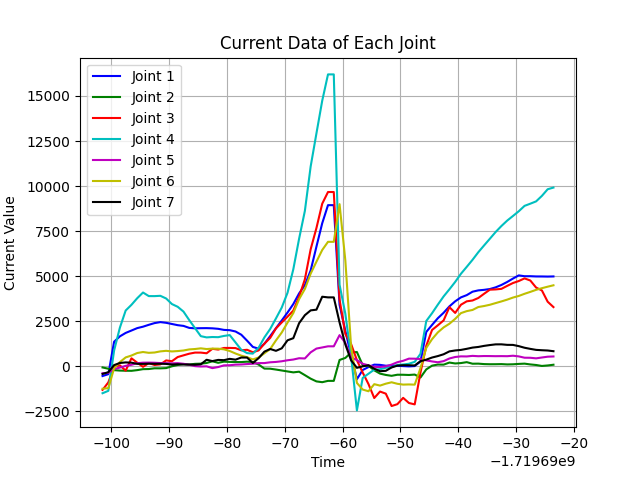 Current Data of Each Joint
Joint 1
Joint 2
Joint 3
Joint 4
Joint 5
Joint 6
Joint 7
15000
12500
10000
7500
5000
2500
0
−2500
Current Value
−100 −90 −80 −70 −60 −50 −40 −30 −20
Time
−1.71969e9